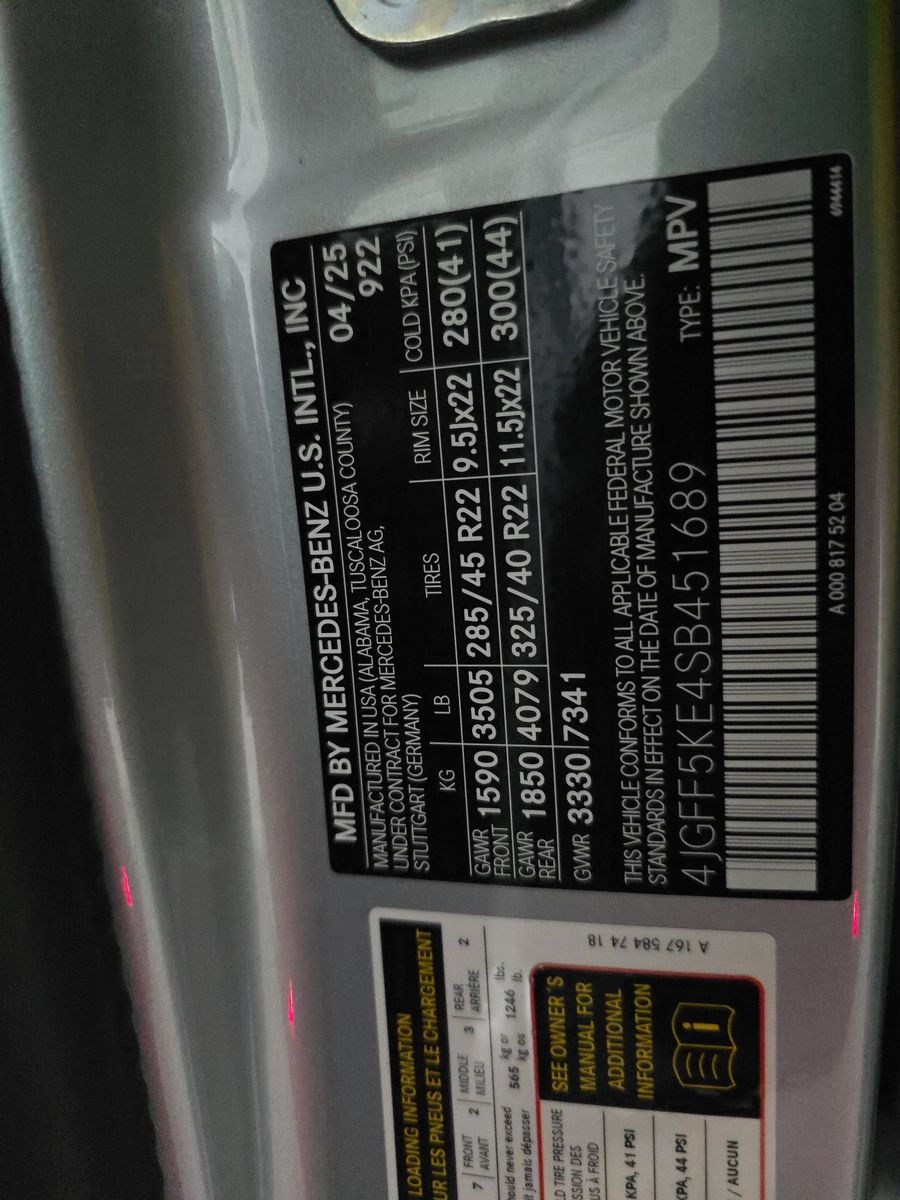 MFD BY MERCEDES-BENZ U.S. INTL., INC
MANUFACTURED IN USA (ALABAMA, TUSCALOOSA COUNTY) 04/25
UNDER CONTRACT FOR MERCEDES-BENZ AG, 922
STUTTGART (GERMANY)
KG LB TIRES RIM SIZE COLD KPA (PSI)
GAWR FRONT 1590 3505 285/45 R22 9.5Jx22 280(41)
GAWR REAR 1850 4079 325/40 R22 11.5Jx22 300(44)
GVWR 3330 7341
THIS VEHICLE CONFORMS TO ALL APPLICABLE FEDERAL MOTOR VEHICLE SAFETY
STANDARDS IN EFFECT ON THE DATE OF MANUFACTURE SHOWN ABOVE.
4JGFF5KE4SB451689 TYPE: MPV
A 000 817 52 04
LOADING INFORMATION
UR LES PNEUS ET LE CHARGEMENT
7 FRONT 2 MIDDLE 3 REAR 2
AVANT MILIEU ARRIÈRE
should never exceed 565 kg or 1246 lbs.
jamais dépasser kg ou lb.
TIRE PRESSURE
SSION DES
US À FROID
KPA, 41 PSI
KPA, 44 PSI
/ AUCUN
SEE OWNER'S
MANUAL FOR
ADDITIONAL
INFORMATION
i
A 167 584 74 18